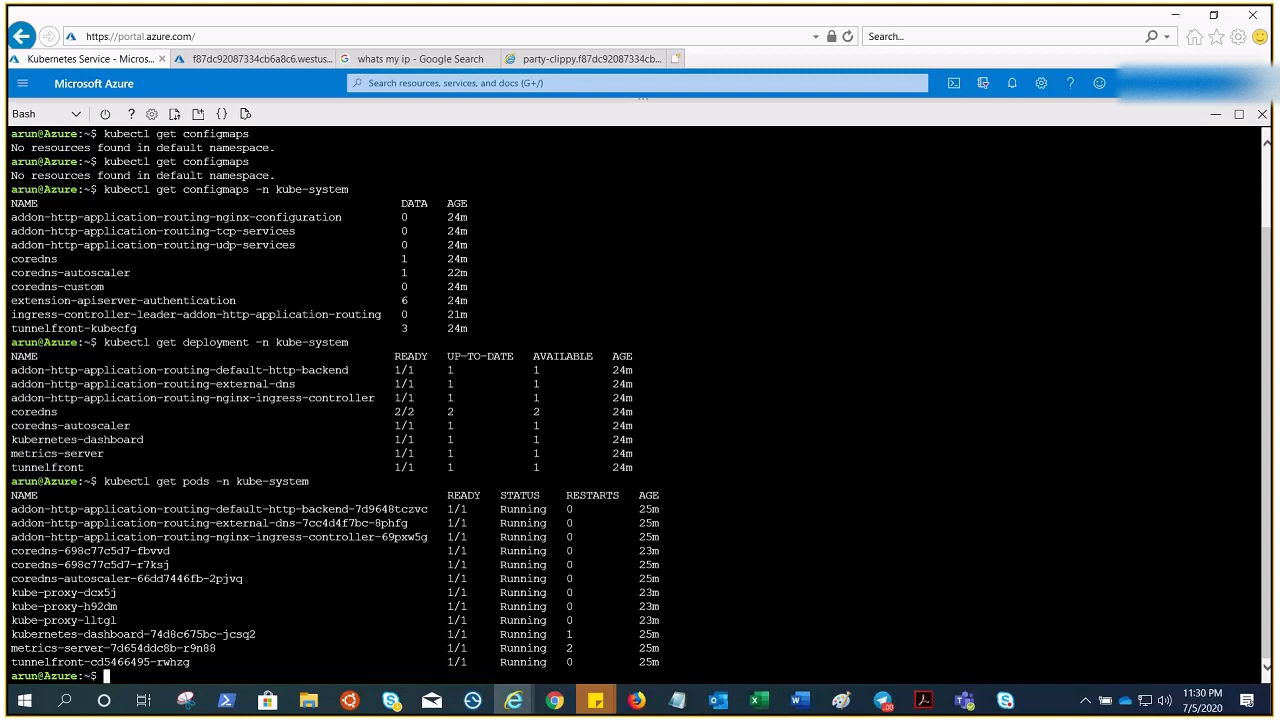 https://portal.azure.com/
Search...
Kubernetes Service - Micros...
f87dc92087334cb6a8c6.westus...
whats my ip - Google Search
party-clippy.f87dc92087334cb...
Microsoft Azure
Search resources, services, and docs (G+/)
Bash
arun@Azure:~$ kubectl get configmaps
No resources found in default namespace.
arun@Azure:~$ kubectl get configmaps
No resources found in default namespace.
arun@Azure:~$ kubectl get configmaps -n kube-system
NAME DATA AGE
addon-http-application-routing-nginx-configuration 0 24m
addon-http-application-routing-tcp-services 0 24m
addon-http-application-routing-udp-services 0 24m
coredns 1 24m
coredns-autoscaler 1 22m
coredns-custom 0 24m
extension-apiserver-authentication 6 24m
ingress-controller-leader-addon-http-application-routing 0 21m
tunnelfront-kubecfg 3 24m
arun@Azure:~$ kubectl get deployment -n kube-system
NAME READY UP-TO-DATE AVAILABLE AGE
addon-http-application-routing-default-http-backend 1/1 1 1 24m
addon-http-application-routing-external-dns 1/1 1 1 24m
addon-http-application-routing-nginx-ingress-controller 1/1 1 1 24m
coredns 2/2 2 2 24m
coredns-autoscaler 1/1 1 1 24m
kubernetes-dashboard 1/1 1 1 24m
metrics-server 1/1 1 1 24m
tunnelfront 1/1 1 1 24m
arun@Azure:~$ kubectl get pods -n kube-system
NAME READY STATUS RESTARTS AGE
addon-http-application-routing-default-http-backend-7d9648tczvc 1/1 Running 0 25m
addon-http-application-routing-external-dns-7cc4d4f7bc-8phfg 1/1 Running 0 25m
addon-http-application-routing-nginx-ingress-controller-69pxw5g 1/1 Running 0 25m
coredns-698c77c5d7-fbvvd 1/1 Running 0 23m
coredns-698c77c5d7-r7ksj 1/1 Running 0 25m
coredns-autoscaler-66dd7446fb-2pjvq 1/1 Running 0 25m
kube-proxy-dcx5j 1/1 Running 0 23m
kube-proxy-h92dm 1/1 Running 0 23m
kube-proxy-lltgl 1/1 Running 0 23m
kubernetes-dashboard-74d8c675bc-jcsq2 1/1 Running 1 25m
metrics-server-7d654ddc8b-r9n88 1/1 Running 2 25m
tunnelfront-cd5466495-rwhzg 1/1 Running 0 25m
arun@Azure:~$
11:30 PM
7/5/2020